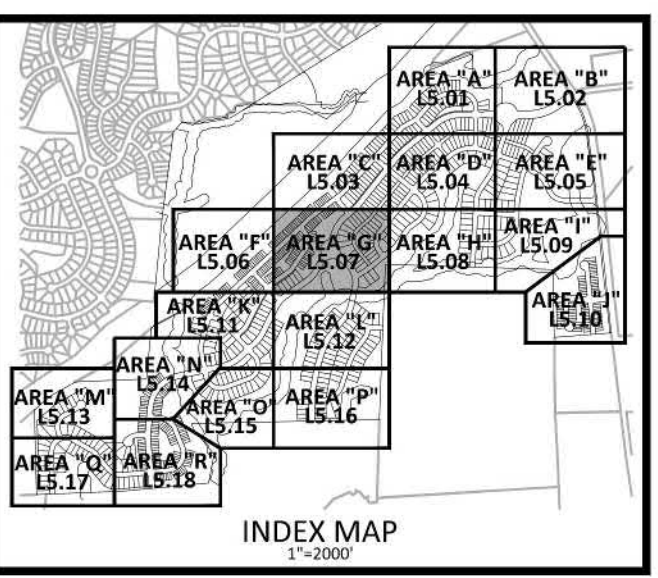 AREA "A"
L5.01
AREA "B"
L5.02
AREA "C"
L5.03
AREA "D"
L5.04
AREA "E"
L5.05
AREA "F"
L5.06
AREA "G"
L5.07
AREA "H"
L5.08
AREA "I"
L5.09
AREA "J"
L5.10
AREA "K"
L5.11
AREA "L"
L5.12
AREA "M"
L5.13
AREA "N"
L5.14
AREA "O"
L5.15
AREA "P"
L5.16
AREA "Q"
L5.17
AREA "R"
L5.18
INDEX MAP
1"=2000'